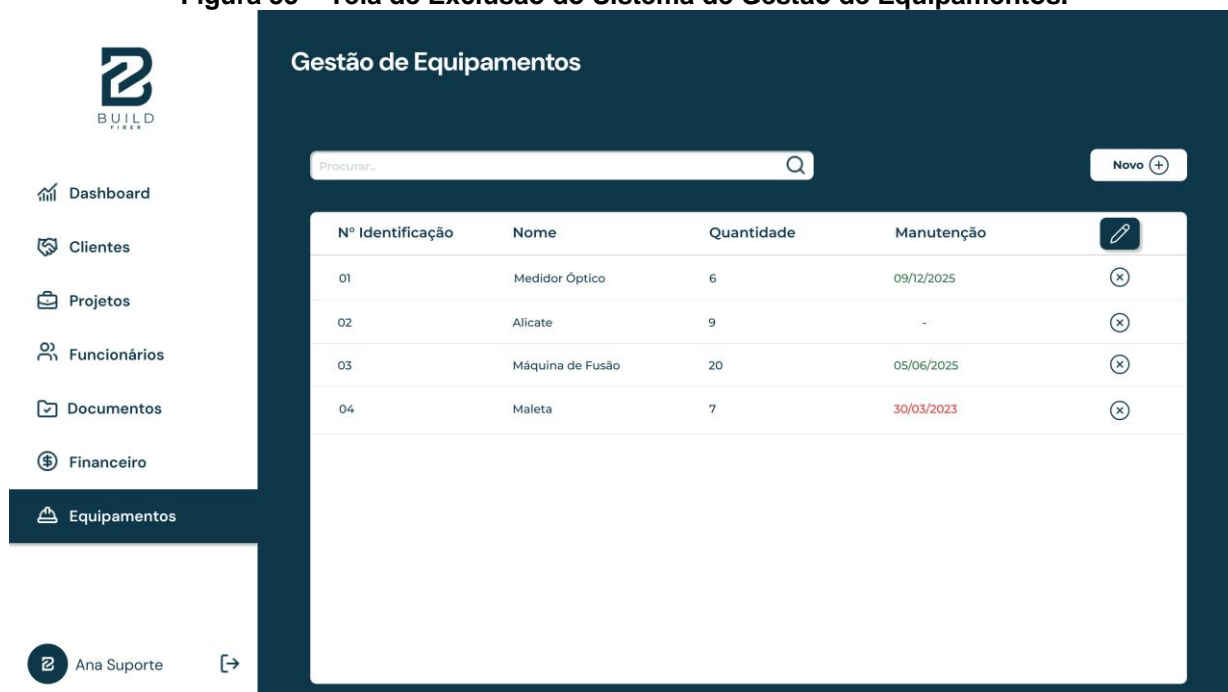 Gestão de Equipamentos
BUILD
FIBER
Procurar..
Novo
Dashboard
Clientes
Projetos
Funcionários
Documentos
Financeiro
Equipamentos
Nº Identificação Nome Quantidade Manutenção
01 Medidor Óptico 6 09/12/2025
02 Alicate 9 -
03 Máquina de Fusão 20 05/06/2025
04 Maleta 7 30/03/2023
Ana Suporte